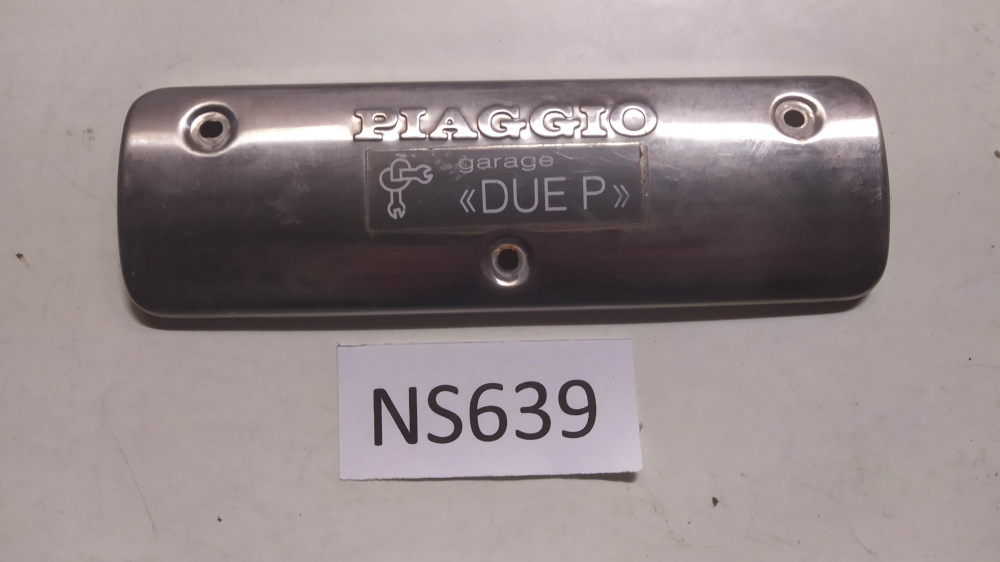 PIAGGIO
garage
«DUE P»
NS639